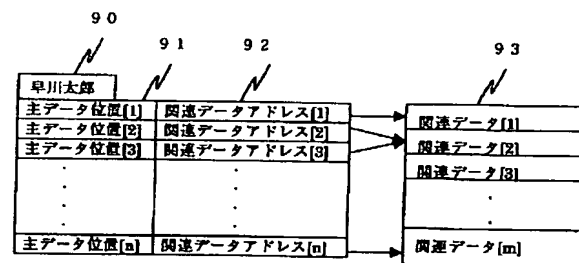 90
91 92 93
早川太郎
主データ位置[1] 関連データアドレス[1] 関連データ[1]
主データ位置[2] 関連データアドレス[2] 関連データ[2]
主データ位置[3] 関連データアドレス[3] 関連データ[3]
主データ位置[n] 関連データアドレス[n] 関連データ[m]